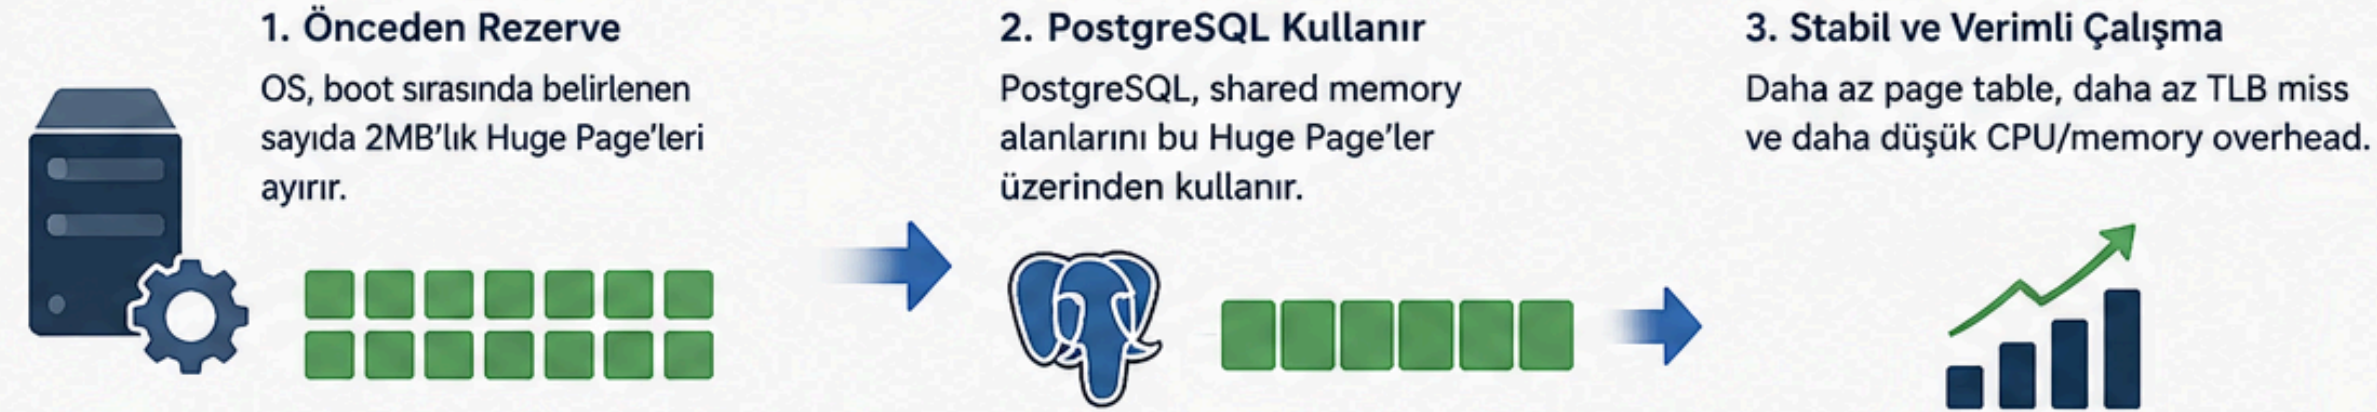 1. Önceden Rezerve
OS, boot sırasında belirlenen
sayıda 2MB’lık Huge Page’leri
ayırır.
2. PostgreSQL Kullanır
PostgreSQL, shared memory
alanlarını bu Huge Page’ler
üzerinden kullanır.
3. Stabil ve Verimli Çalışma
Daha az page table, daha az TLB miss
ve daha düşük CPU/memory overhead.